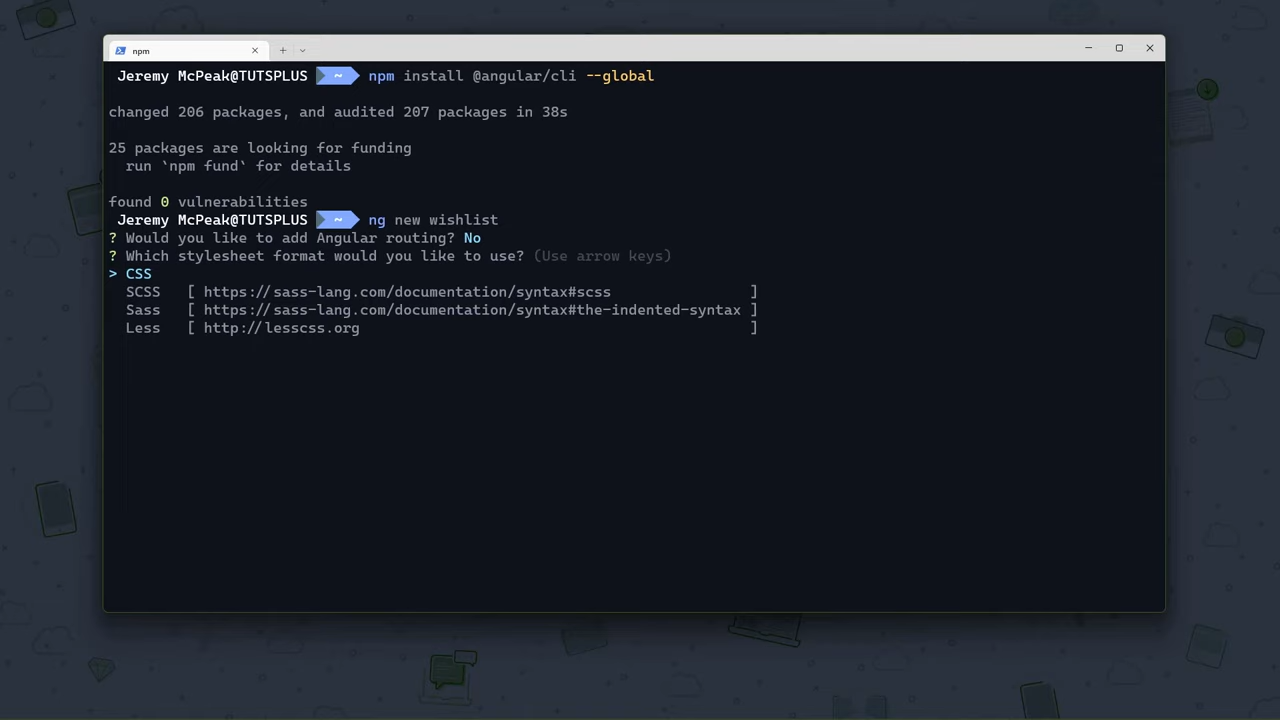 npm
Jeremy McPeak@TUTSPLUS ~ npm install @angular/cli --global
changed 206 packages, and audited 207 packages in 38s
25 packages are looking for funding
run `npm fund` for details
found 0 vulnerabilities
Jeremy McPeak@TUTSPLUS ~ ng new wishlist
? Would you like to add Angular routing? No
? Which stylesheet format would you like to use? (Use arrow keys)
> CSS
SCSS [ https://sass-lang.com/documentation/syntax#scss ]
Sass [ https://sass-lang.com/documentation/syntax#the-indented-syntax ]
Less [ http://lesscss.org ]